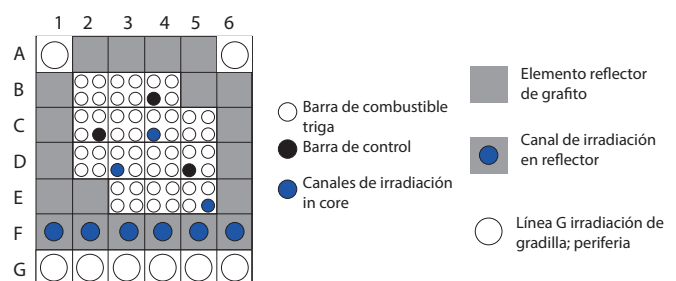 1 2 3 4 5 6
A
B
C
D
E
F
G
Barra de combustible
triga
Barra de control
Canales de irradiación
in core
Elemento reflector
de grafito
Canal de irradiación
en reflector
Línea G irradiación de
gradilla; periferia